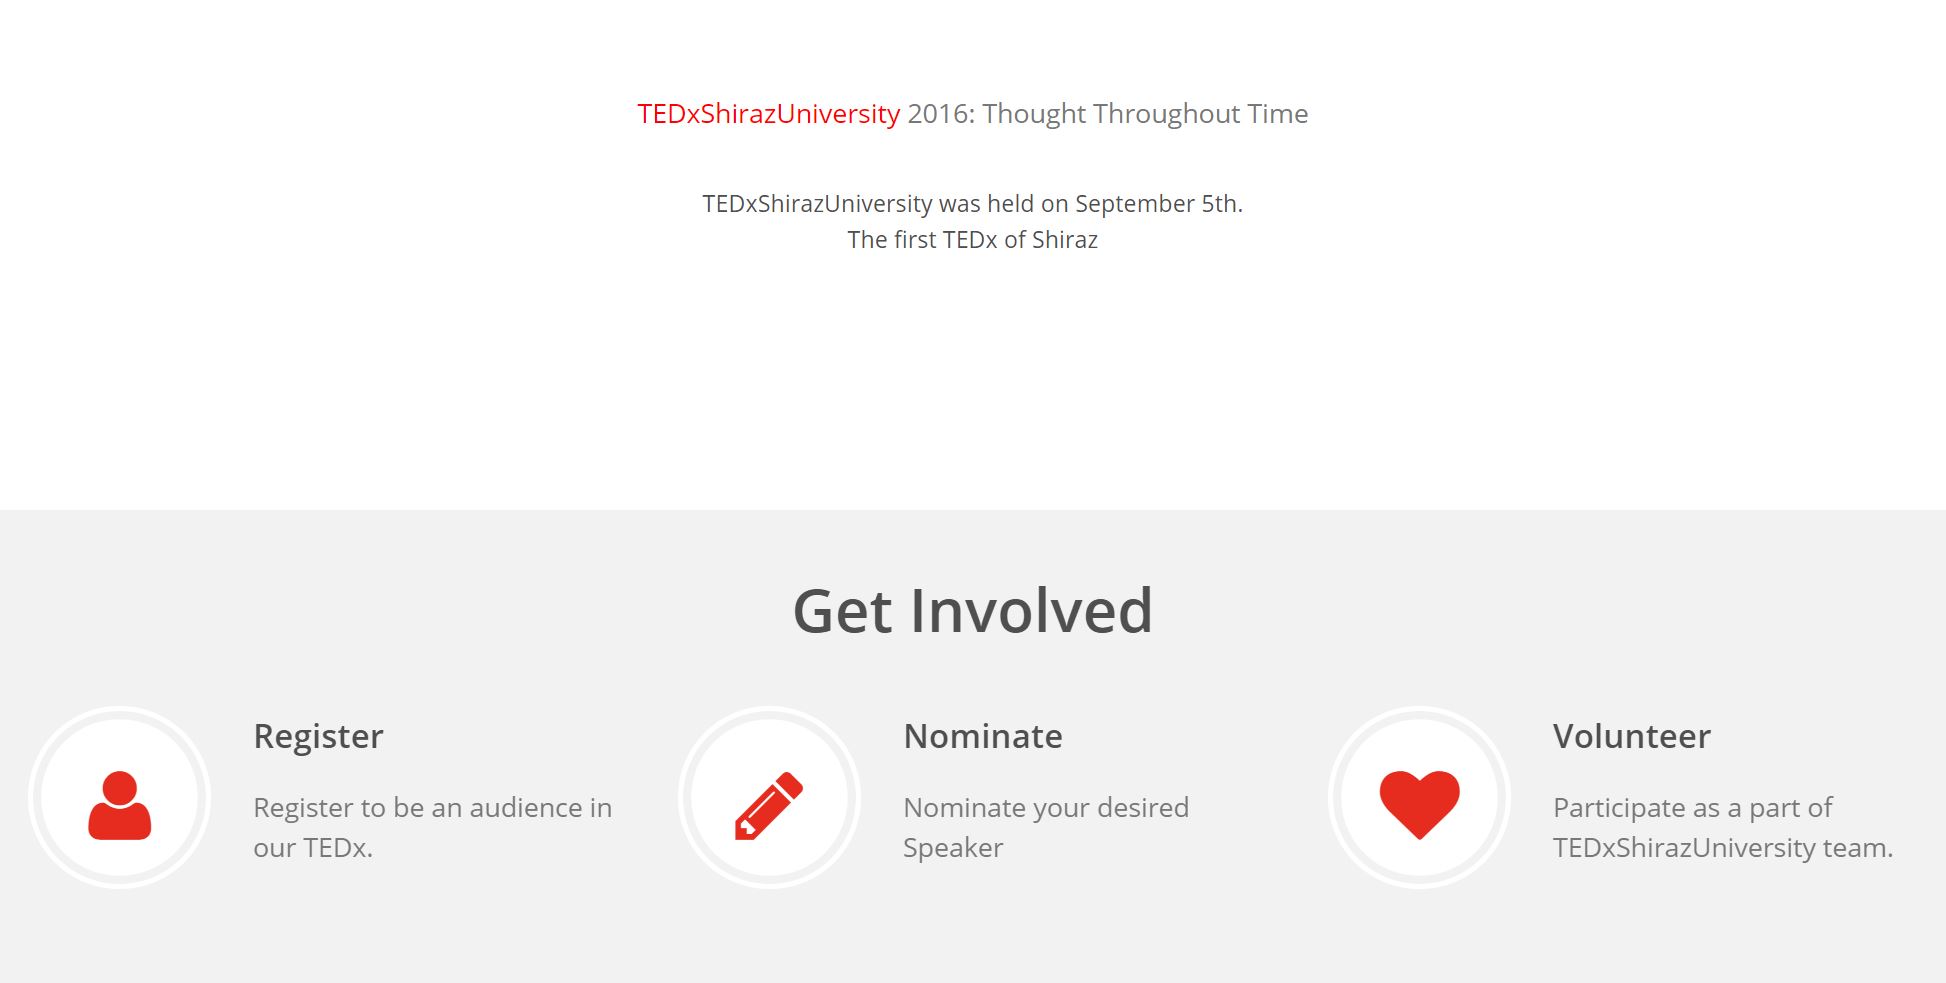 TEDxShirazUniversity 2016: Thought Throughout Time
TEDxShirazUniversity was held on September 5th.
The first TEDx of Shiraz
Get Involved
Register
Register to be an audience in
our TEDx.
Nominate
Nominate your desired
Speaker
Volunteer
Participate as a part of
TEDxShirazUniversity team.